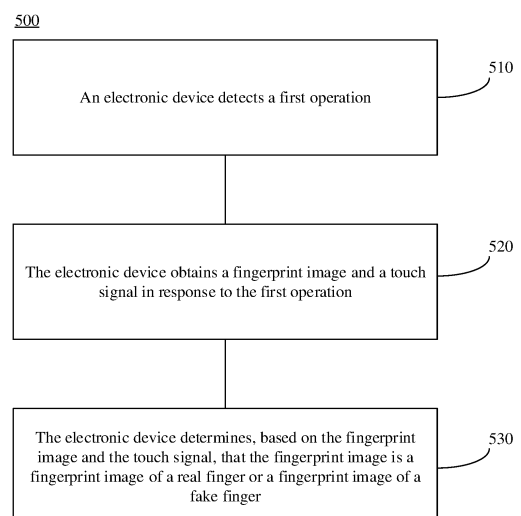 500
An electronic device detects a first operation
510
The electronic device obtains a fingerprint image and a touch
signal in response to the first operation
520
The electronic device determines, based on the fingerprint
image and the touch signal, that the fingerprint image is a
fingerprint image of a real finger or a fingerprint image of a
fake finger
530